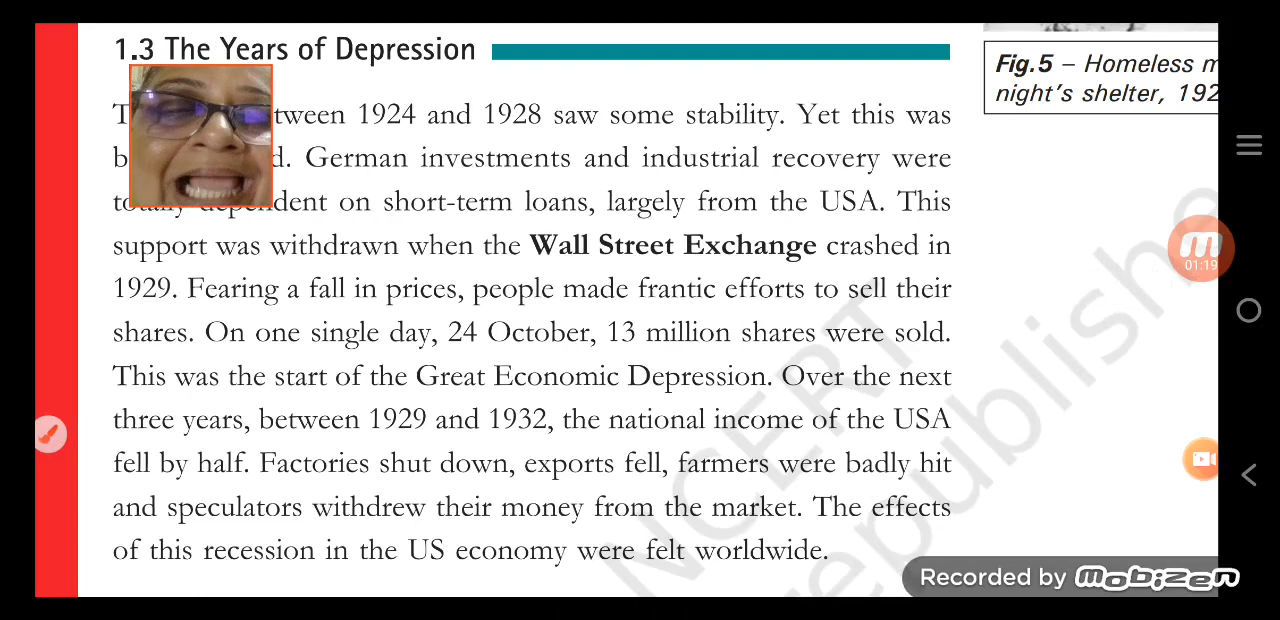 1.3 The Years of Depression
Fig.5 – Homeless m
night's shelter, 192
tween 1924 and 1928 saw some stability. Yet this was
b d. German investments and industrial recovery were
totally dependent on short-term loans, largely from the USA. This
support was withdrawn when the Wall Street Exchange crashed in
1929. Fearing a fall in prices, people made frantic efforts to sell their
shares. On one single day, 24 October, 13 million shares were sold.
This was the start of the Great Economic Depression. Over the next
three years, between 1929 and 1932, the national income of the USA
fell by half. Factories shut down, exports fell, farmers were badly hit
and speculators withdrew their money from the market. The effects
of this recession in the US economy were felt worldwide.
01:19
NCERT
republishe
Recorded by Mobizen